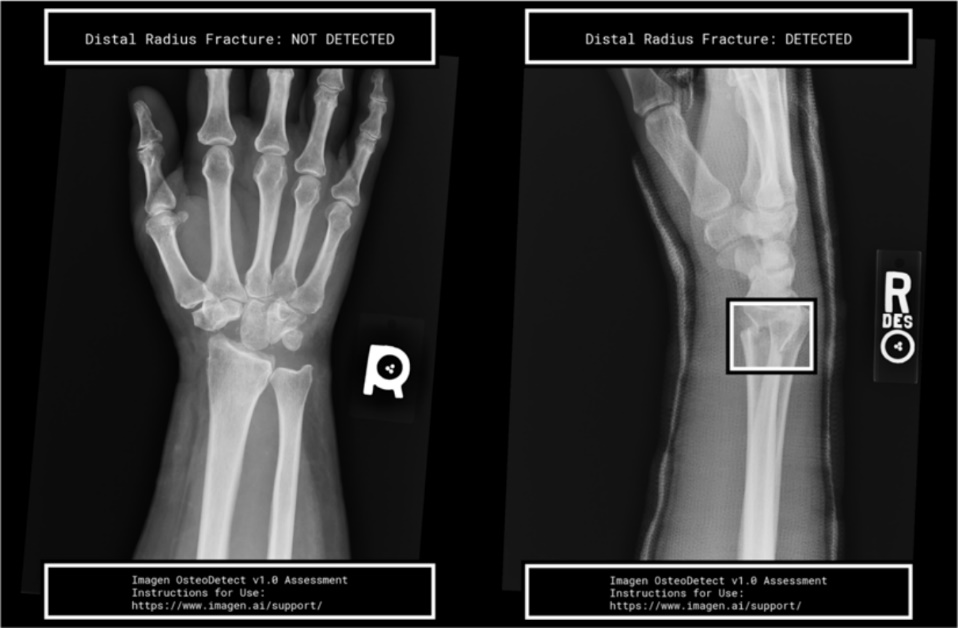 Distal Radius Fracture: NOT DETECTED
R
Imagen OsteoDetect v1.0 Assessment
Instructions for Use:
https://www.imagen.ai/support/
Distal Radius Fracture: DETECTED
R
DES
Imagen OsteoDetect v1.0 Assessment
Instructions for Use:
https://www.imagen.ai/support/